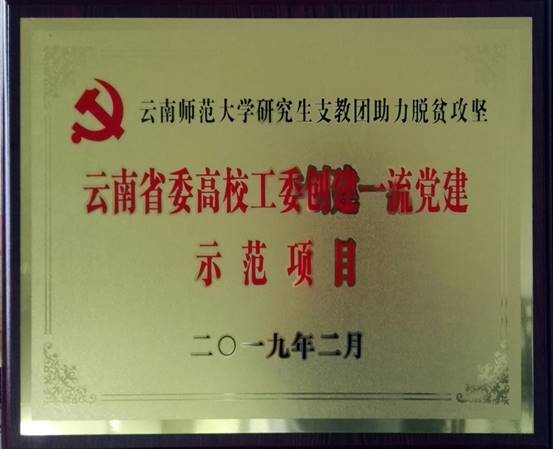 云南师范大学研究生支教团助力脱贫攻坚
云南省委高校工委创建一流党建
示范项目
二〇一九年二月